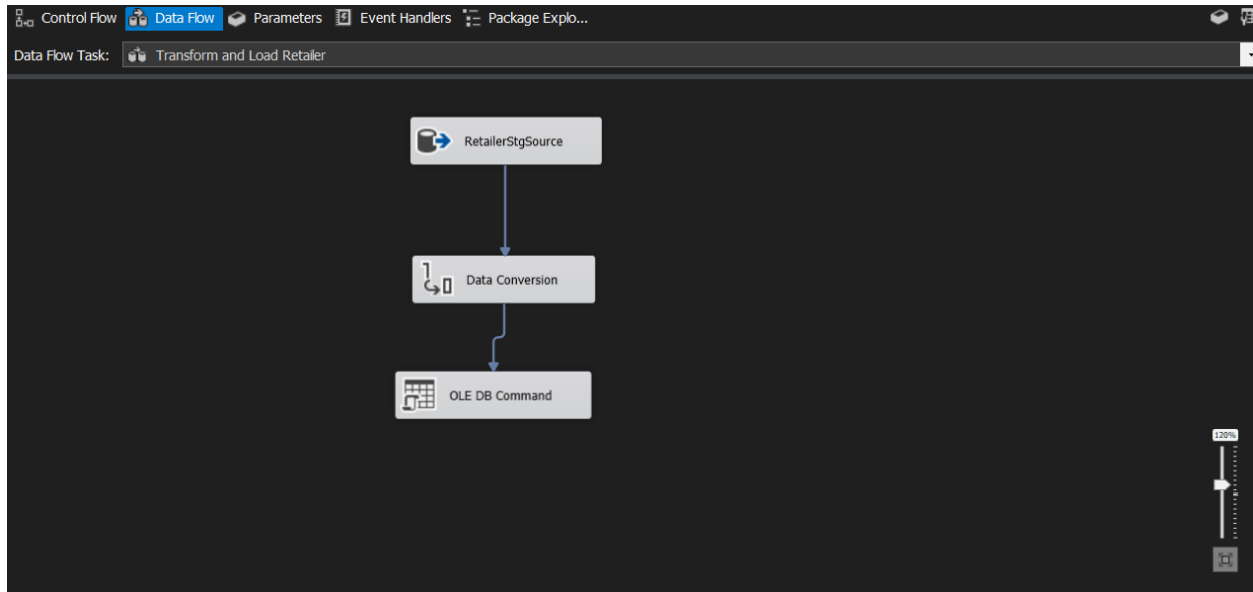 Control Flow Data Flow Parameters Event Handlers Package Explo...
Data Flow Task: Transform and Load Retailer
RetailerStgSource
Data Conversion
OLE DB Command
120%